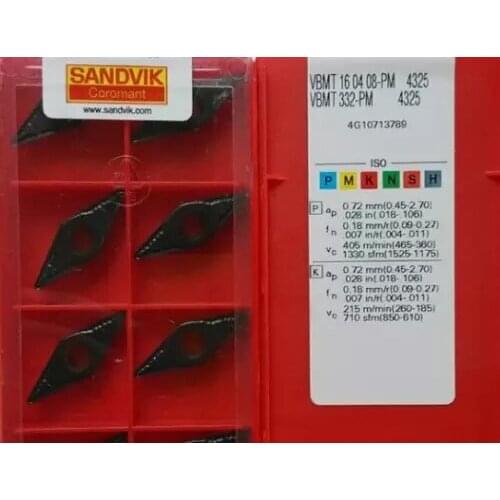 SANDVIK
Coromant
www.sandvik.com
VBMT 16 04 08-PM 4325
VBMT 332-PM 4325
4G10713789
ISO
P M K N S H
P ap 0.72 mm(0.45-2.70)
.028 in(.018-.106)
fn 0.18 mm/r(0.09-0.27)
.007 in/r(.004-.011)
vc 405 m/min(465-360)
1330 sfm(1525-1175)
K ap 0.72 mm(0.45-2.70)
.028 in(.018-.106)
fn 0.18 mm/r(0.09-0.27)
.007 in/r(.004-.011)
vc 215 m/min(260-185)
710 sfm(850-610)